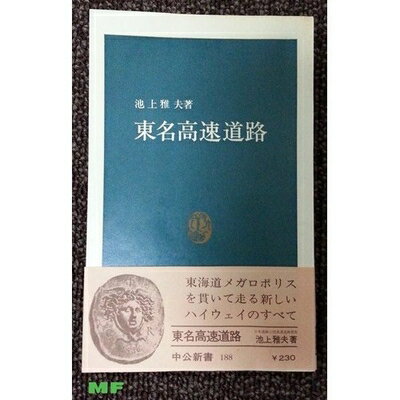 池上雅夫著
東名高速道路
東海道メガロポリス
を貫いて走る新しい
ハイウェイのすべて
東名高速道路
池上雅夫著
中公新書 188
¥230
MF